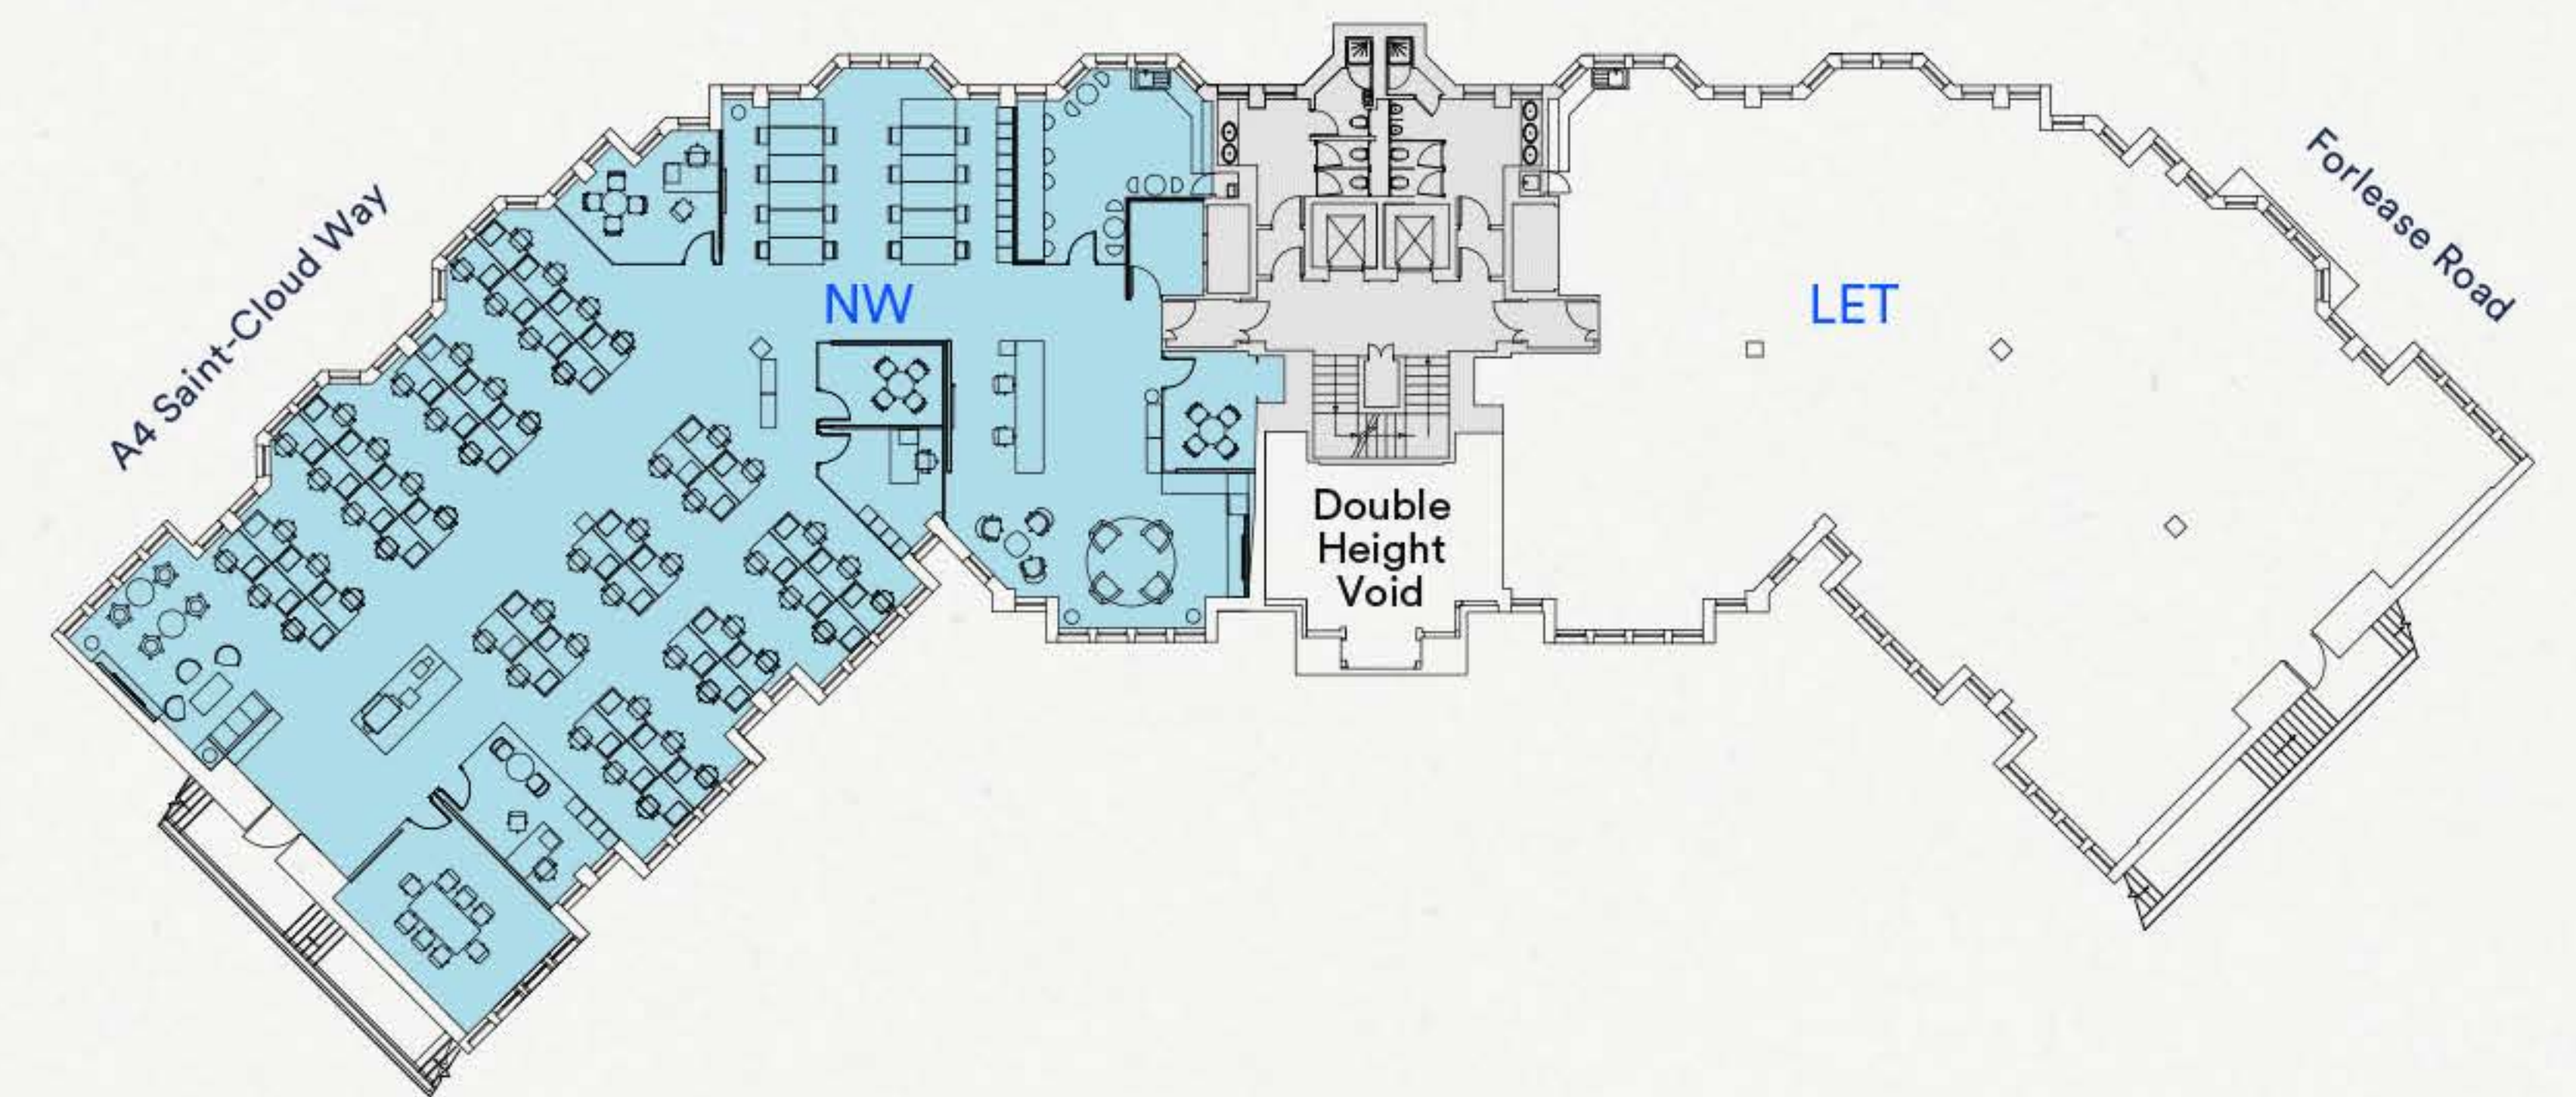 A4 Saint-Cloud Way
NW
Double
Height
Void
LET
Forlease Road